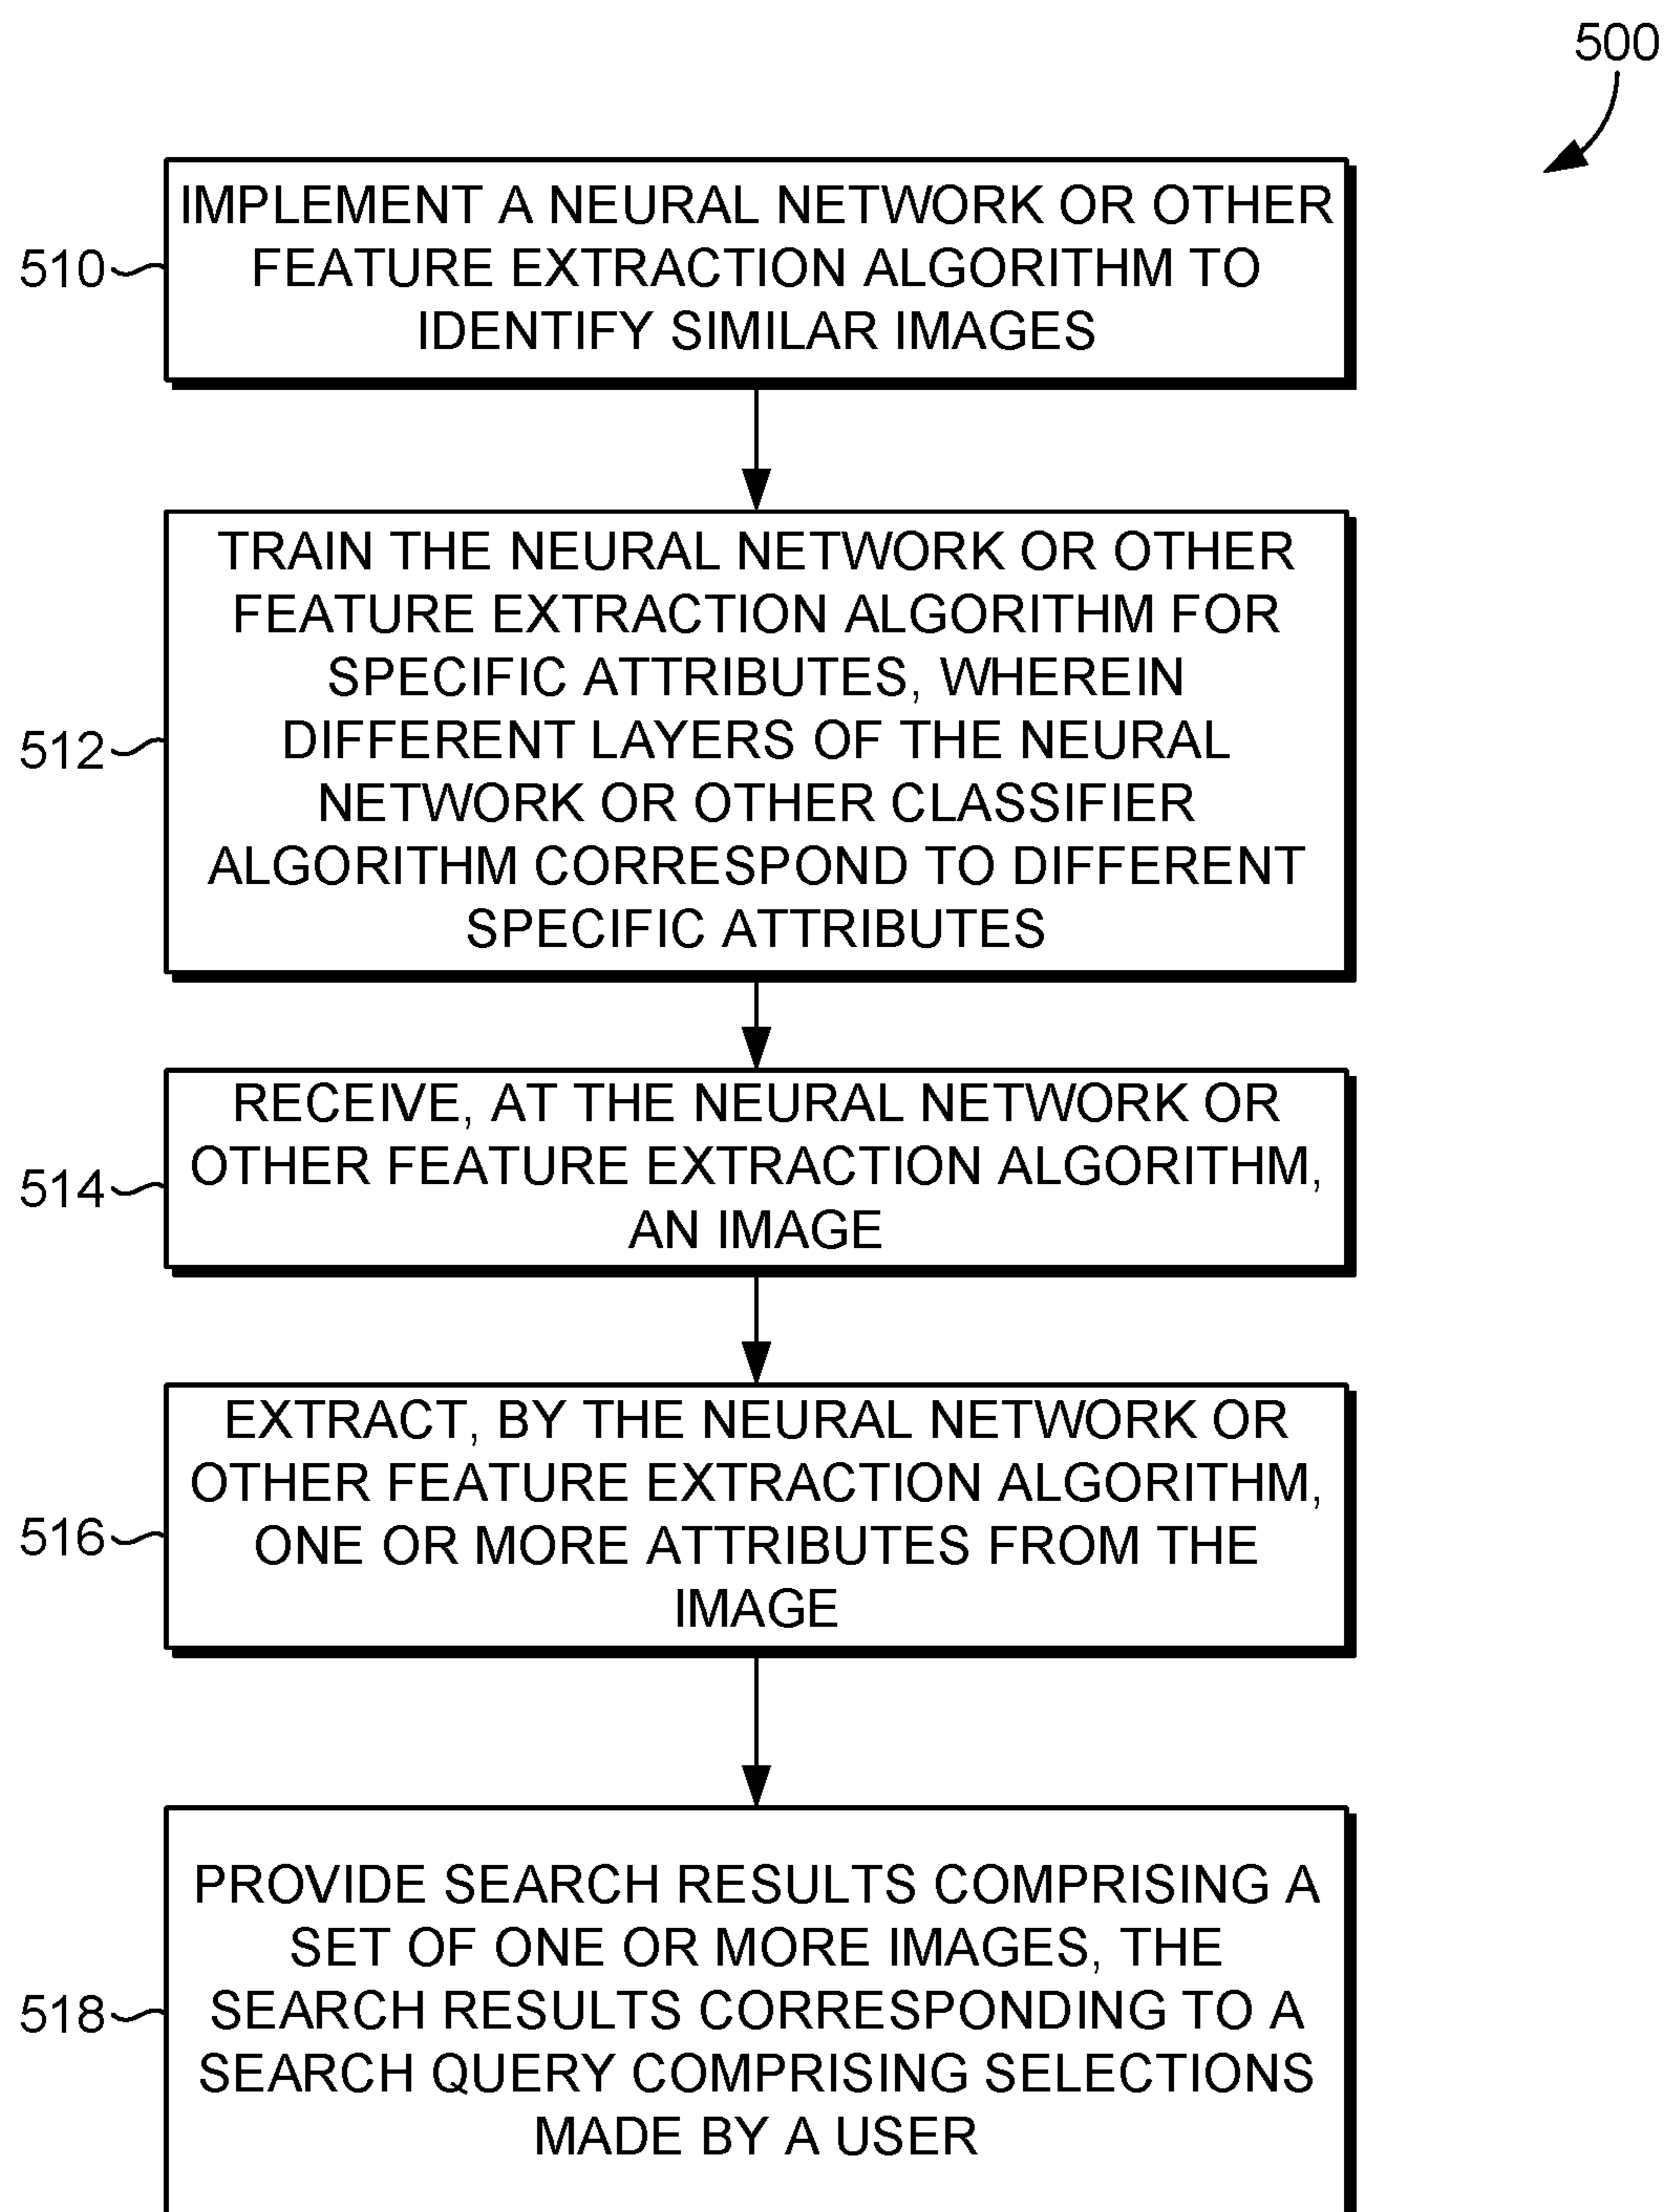 500
510
IMPLEMENT A NEURAL NETWORK OR OTHER
FEATURE EXTRACTION ALGORITHM TO
IDENTIFY SIMILAR IMAGES
512
TRAIN THE NEURAL NETWORK OR OTHER
FEATURE EXTRACTION ALGORITHM FOR
SPECIFIC ATTRIBUTES, WHEREIN
DIFFERENT LAYERS OF THE NEURAL
NETWORK OR OTHER CLASSIFIER
ALGORITHM CORRESPOND TO DIFFERENT
SPECIFIC ATTRIBUTES
514
RECEIVE, AT THE NEURAL NETWORK OR
OTHER FEATURE EXTRACTION ALGORITHM,
AN IMAGE
516
EXTRACT, BY THE NEURAL NETWORK OR
OTHER FEATURE EXTRACTION ALGORITHM,
ONE OR MORE ATTRIBUTES FROM THE
IMAGE
518
PROVIDE SEARCH RESULTS COMPRISING A
SET OF ONE OR MORE IMAGES, THE
SEARCH RESULTS CORRESPONDING TO A
SEARCH QUERY COMPRISING SELECTIONS
MADE BY A USER